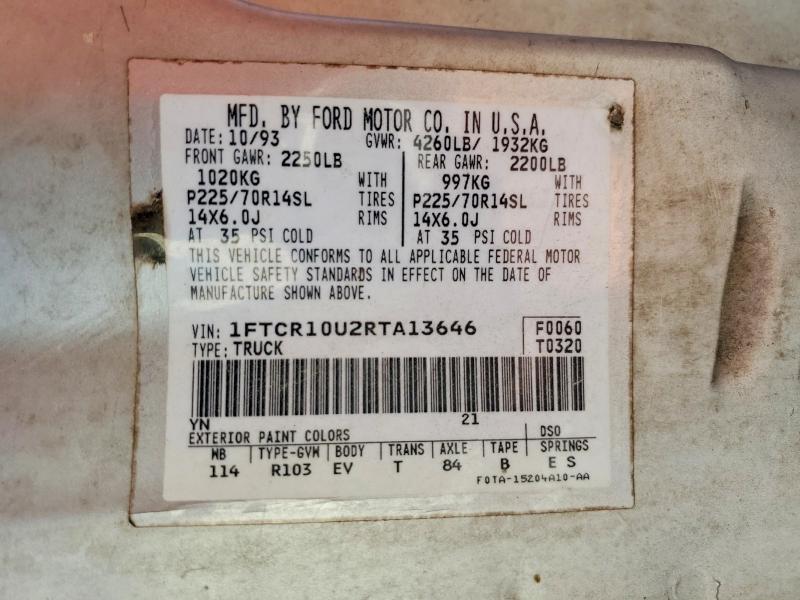 MFD. BY FORD MOTOR CO. IN U.S.A.
DATE: 10/93 GVWR: 4260LB/ 1932KG
FRONT GAWR: 2250LB REAR GAWR: 2200LB
1020KG WITH 997KG WITH
P225/70R14SL TIRES P225/70R14SL TIRES
14X6.0J RIMS 14X6.0J RIMS
AT 35 PSI COLD AT 35 PSI COLD
THIS VEHICLE CONFORMS TO ALL APPLICABLE FEDERAL MOTOR
VEHICLE SAFETY STANDARDS IN EFFECT ON THE DATE OF
MANUFACTURE SHOWN ABOVE.
VIN: 1FTCR10U2RTA13646 F0060
TYPE: TRUCK T0320
YN 21
EXTERIOR PAINT COLORS DSO
WB TYPE-GVW BODY TRANS AXLE TAPE SPRINGS
114 R103 EV T 84 B E S
F0TA-15204A10-AA